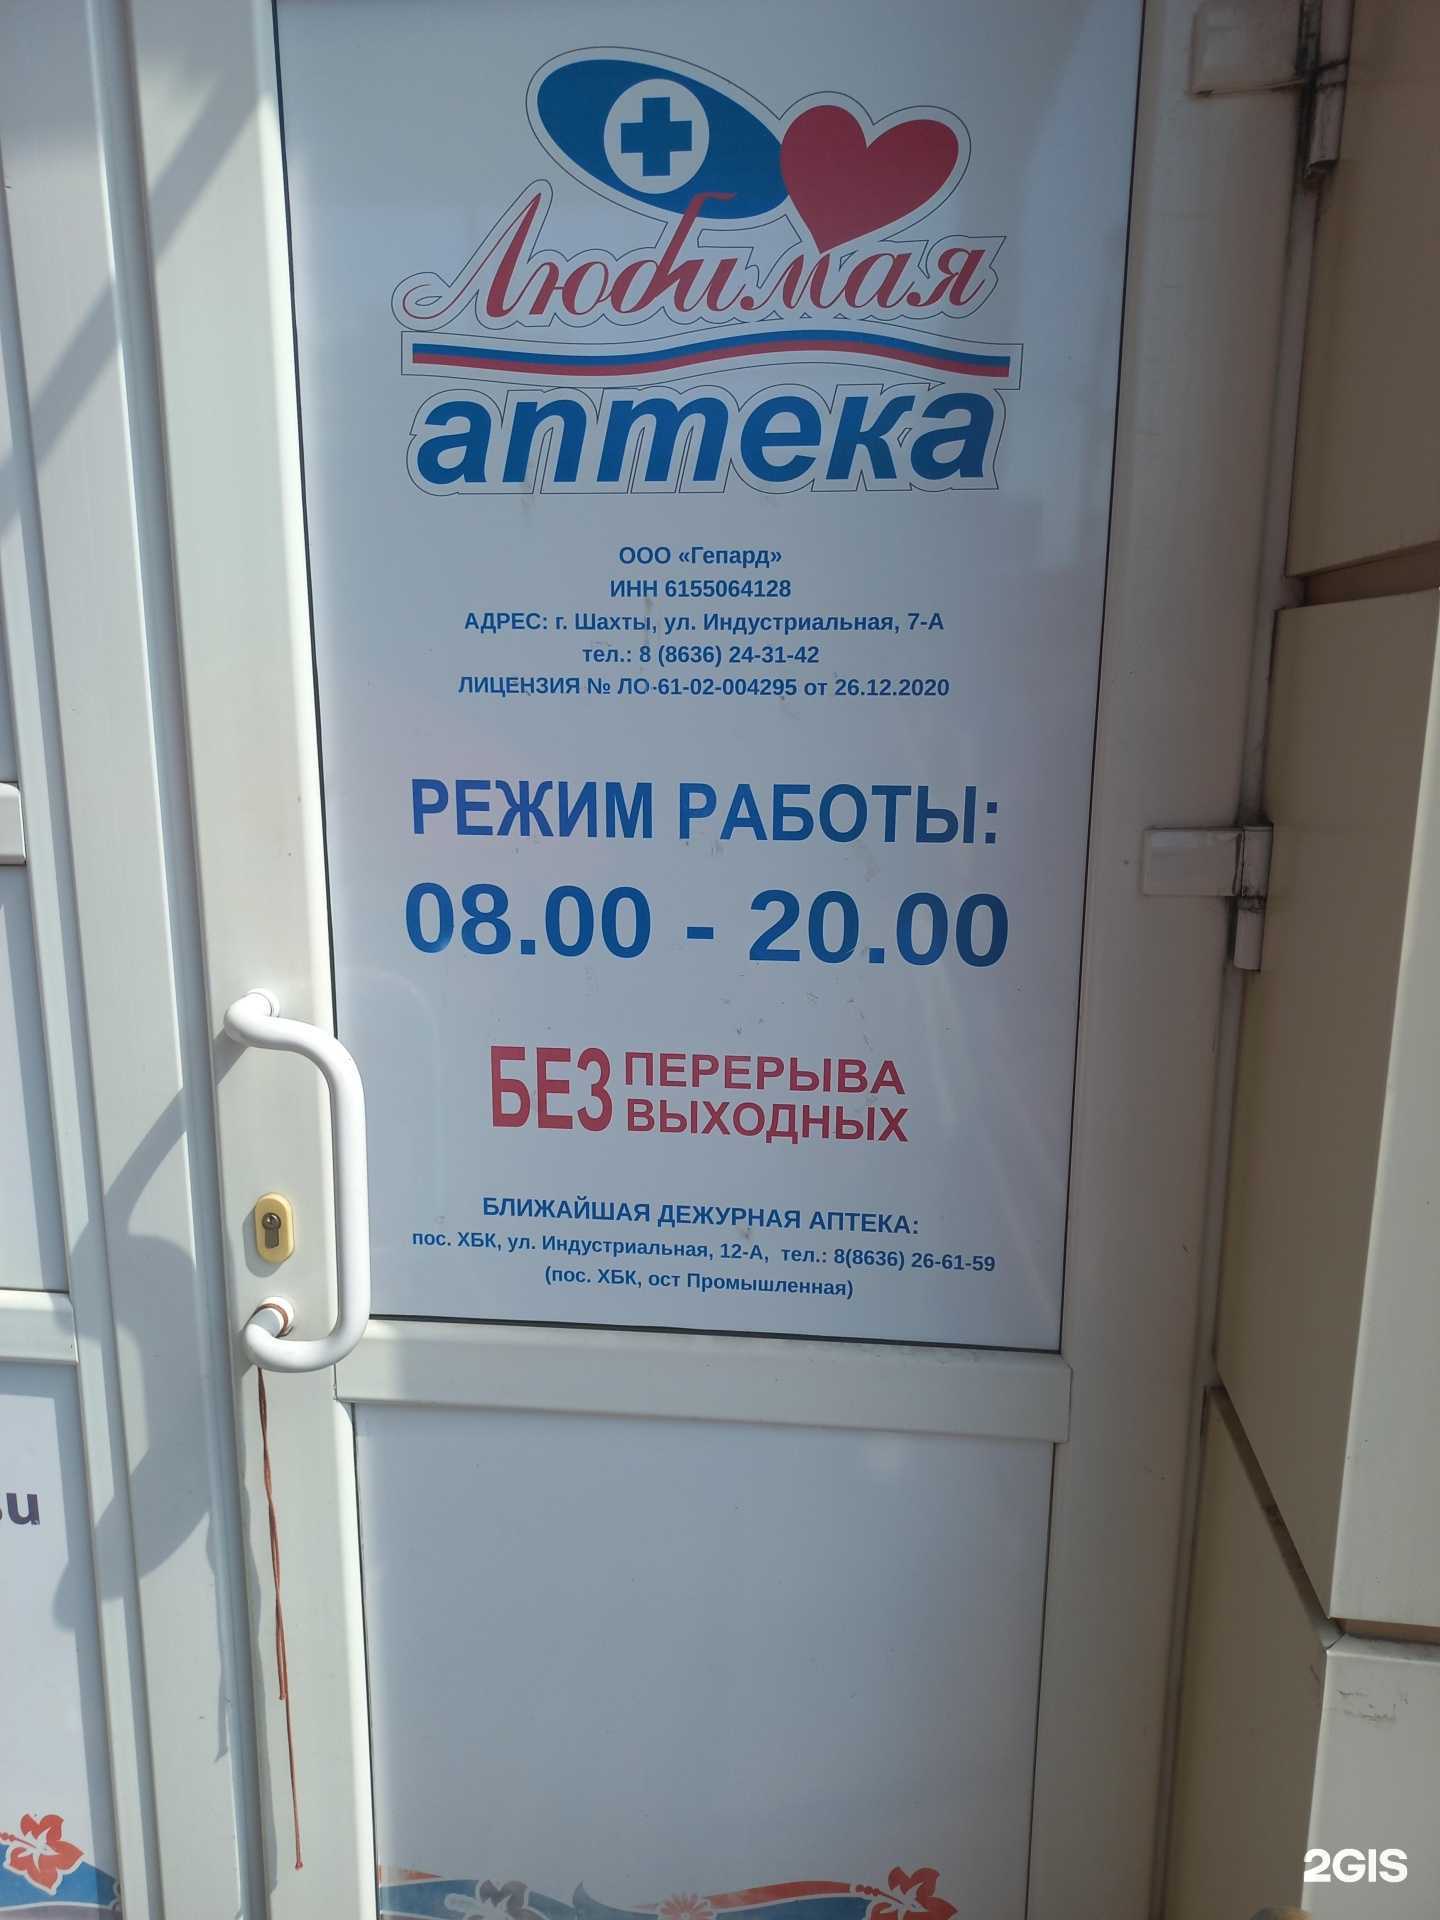 Любимая
аптека
ООО «Гепард»
ИНН 6155064128
АДРЕС: г. Шахты, ул. Индустриальная, 7-А
тел.: 8 (8636) 24-31-42
ЛИЦЕНЗИЯ № ЛО-61-02-004295 от 26.12.2020
РЕЖИМ РАБОТЫ:
08.00 - 20.00
БЕЗ ПЕРЕРЫВА
ВЫХОДНЫХ
БЛИЖАЙШАЯ ДЕЖУРНАЯ АПТЕКА:
пос. ХБК, ул. Индустриальная, 12-А, тел.: 8(8636) 26-61-59
(пос. ХБК, ост Промышленная)
2GIS